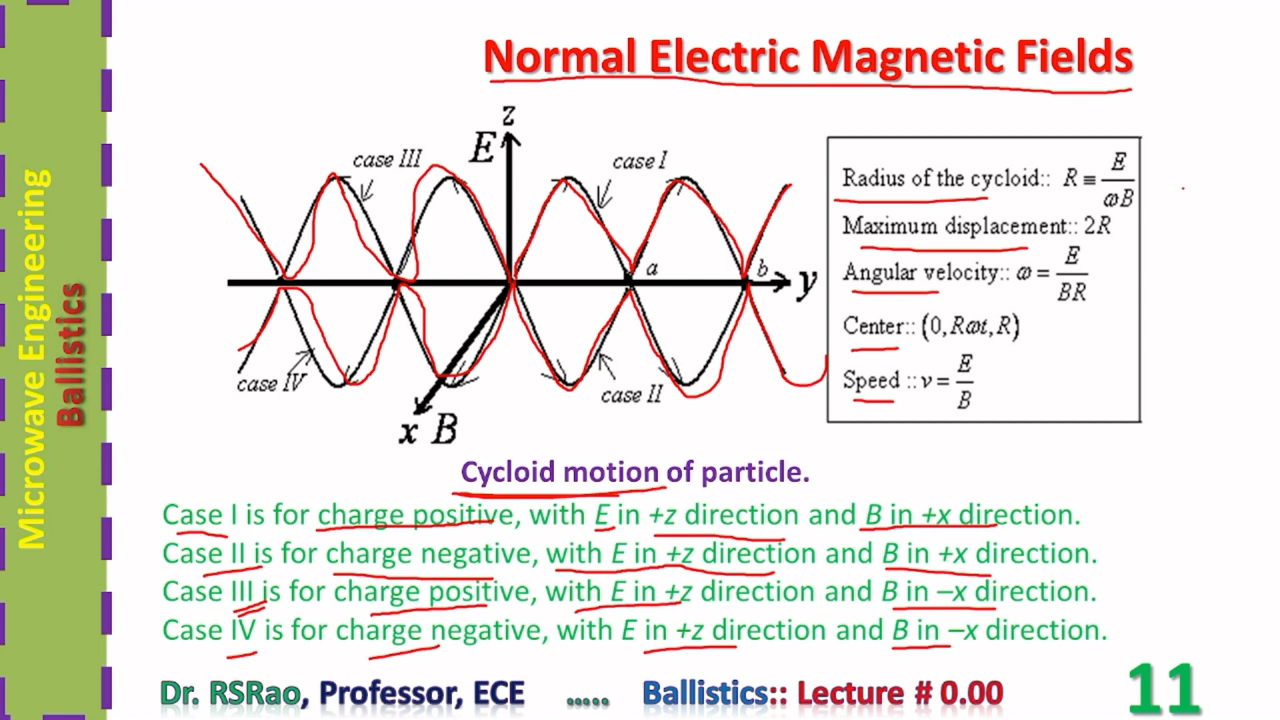 Microwave Engineering
Ballistics
Normal Electric Magnetic Fields
z
E
case III
case I
a
b
y
case IV
case II
x B
Radius of the cycloid:: R ≡ E/ωB
Maximum displacement:: 2R
Angular velocity:: ω = E/BR
Center:: (0, Rωt, R)
Speed :: v = E/B
Cycloid motion of particle.
Case I is for charge positive, with E in +z direction and B in +x direction.
Case II is for charge negative, with E in +z direction and B in +x direction.
Case III is for charge positive, with E in +z direction and B in –x direction.
Case IV is for charge negative, with E in +z direction and B in –x direction.
Dr. RSRao, Professor, ECE ..... Ballistics:: Lecture # 0.00
11